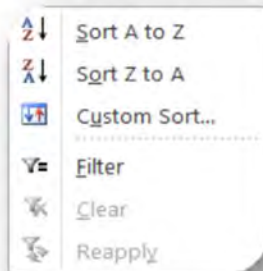 Sort A to Z
Sort Z to A
Custom Sort...
Filter
Clear
Reapply